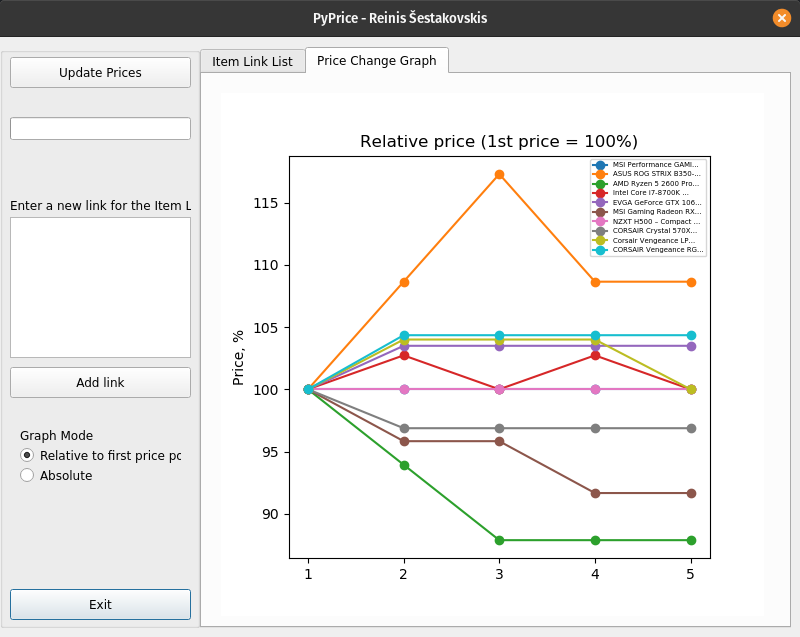 PyPrice - Reinis Šestakovskis
Update Prices
Enter a new link for the Item L
Add link
Graph Mode
Relative to first price pc
Absolute
Exit
Item Link List
Price Change Graph
Relative price (1st price = 100%)
MSI Performance GAMI...
ASUS ROG STRIX B350-...
AMD Ryzen 5 2600 Pro...
Intel Core i7-8700K ...
EVGA GeForce GTX 106...
MSI Gaming Radeon RX...
NZXT H500 – Compact ...
CORSAIR Crystal 570X...
Corsair Vengeance LP...
CORSAIR Vengeance RG...
Price, %
115
110
105
100
95
90
1 2 3 4 5